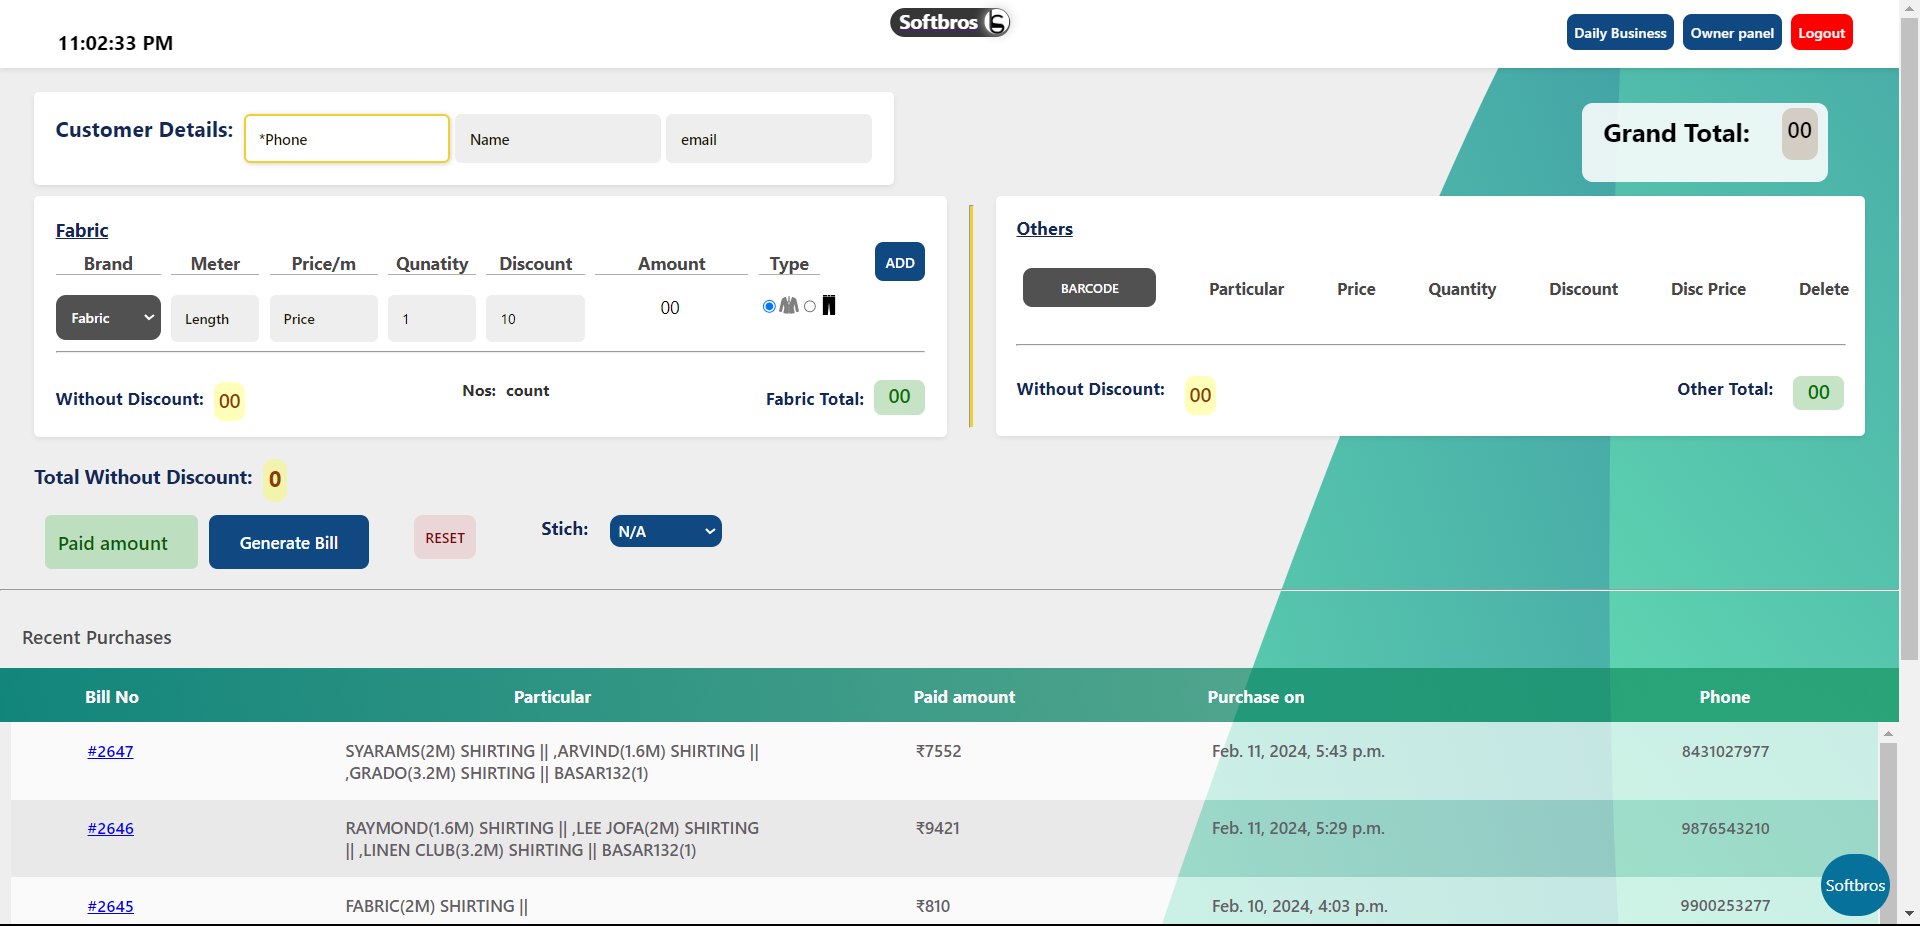 Softbros S
11:02:33 PM
Daily Business Owner panel Logout
Customer Details: *Phone Name email
Grand Total: 00
Fabric
Brand Meter Price/m Qunatity Discount Amount Type ADD
Fabric Length Price 1 10 00
Without Discount: 00 Nos: count Fabric Total: 00
Others
BARCODE Particular Price Quantity Discount Disc Price Delete
Without Discount: 00 Other Total: 00
Total Without Discount: 0
Paid amount Generate Bill RESET Stich: N/A
Recent Purchases
Bill No Particular Paid amount Purchase on Phone
#2647 SYARAMS(2M) SHIRTING || ,ARVIND(1.6M) SHIRTING || ₹7552 Feb. 11, 2024, 5:43 p.m. 8431027977
,GRADO(3.2M) SHIRTING || BASAR132(1)
#2646 RAYMOND(1.6M) SHIRTING || ,LEE JOFA(2M) SHIRTING ₹9421 Feb. 11, 2024, 5:29 p.m. 9876543210
|| ,LINEN CLUB(3.2M) SHIRTING || BASAR132(1)
#2645 FABRIC(2M) SHIRTING || ₹810 Feb. 10, 2024, 4:03 p.m. 9900253277
Softbros